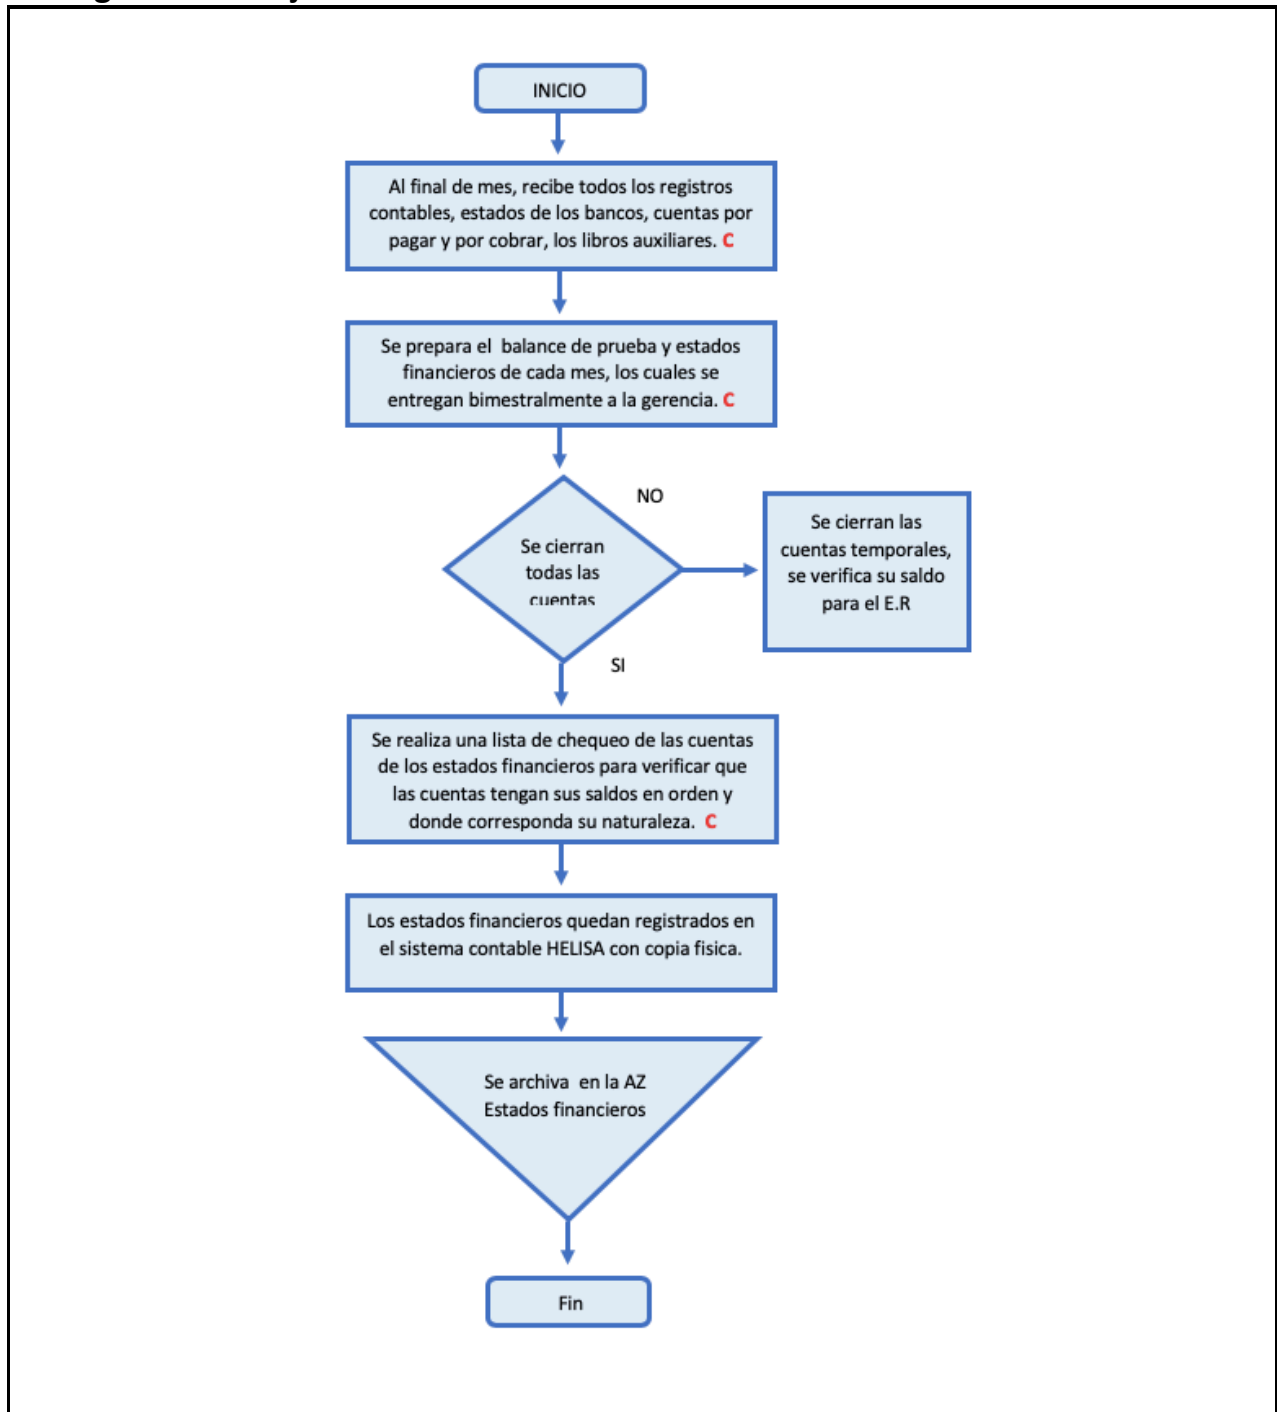 INICIO
Al final de mes, recibe todos los registros
contables, estados de los bancos, cuentas por
pagar y por cobrar, los libros auxiliares. C
Se prepara el balance de prueba y estados
financieros de cada mes, los cuales se
entregan bimestralmente a la gerencia. C
NO
Se cierran
todas las
cuentas
Se cierran las
cuentas temporales,
se verifica su saldo
para el E.R
SI
Se realiza una lista de chequeo de las cuentas
de los estados financieros para verificar que
las cuentas tengan sus saldos en orden y
donde corresponda su naturaleza. C
Los estados financieros quedan registrados en
el sistema contable HELISA con copia fisica.
Se archiva en la AZ
Estados financieros
Fin